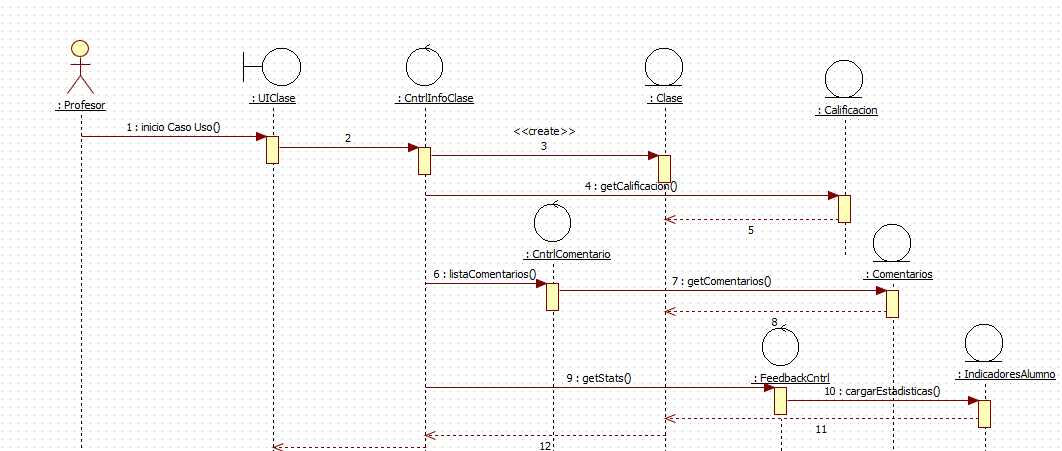 : Profesor
: UIClase
: CntrlInfoClase
: Clase
: Calificacion
1 : inicio Caso Uso()
2
<<create>>
3
4 : getCalificacion()
5
: CntrlComentario
: Comentarios
6 : listaComentarios()
7 : getComentarios()
8
: FeedbackCntrl
: IndicadoresAlumno
9 : getStats()
10 : cargarEstadisticas()
11
12